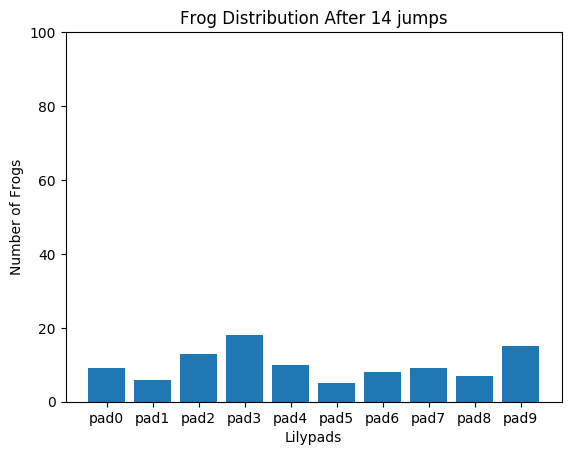 Frog Distribution After 14 jumps
100
80
60
40
20
0
Number of Frogs
pad0 pad1 pad2 pad3 pad4 pad5 pad6 pad7 pad8 pad9
Lilypads